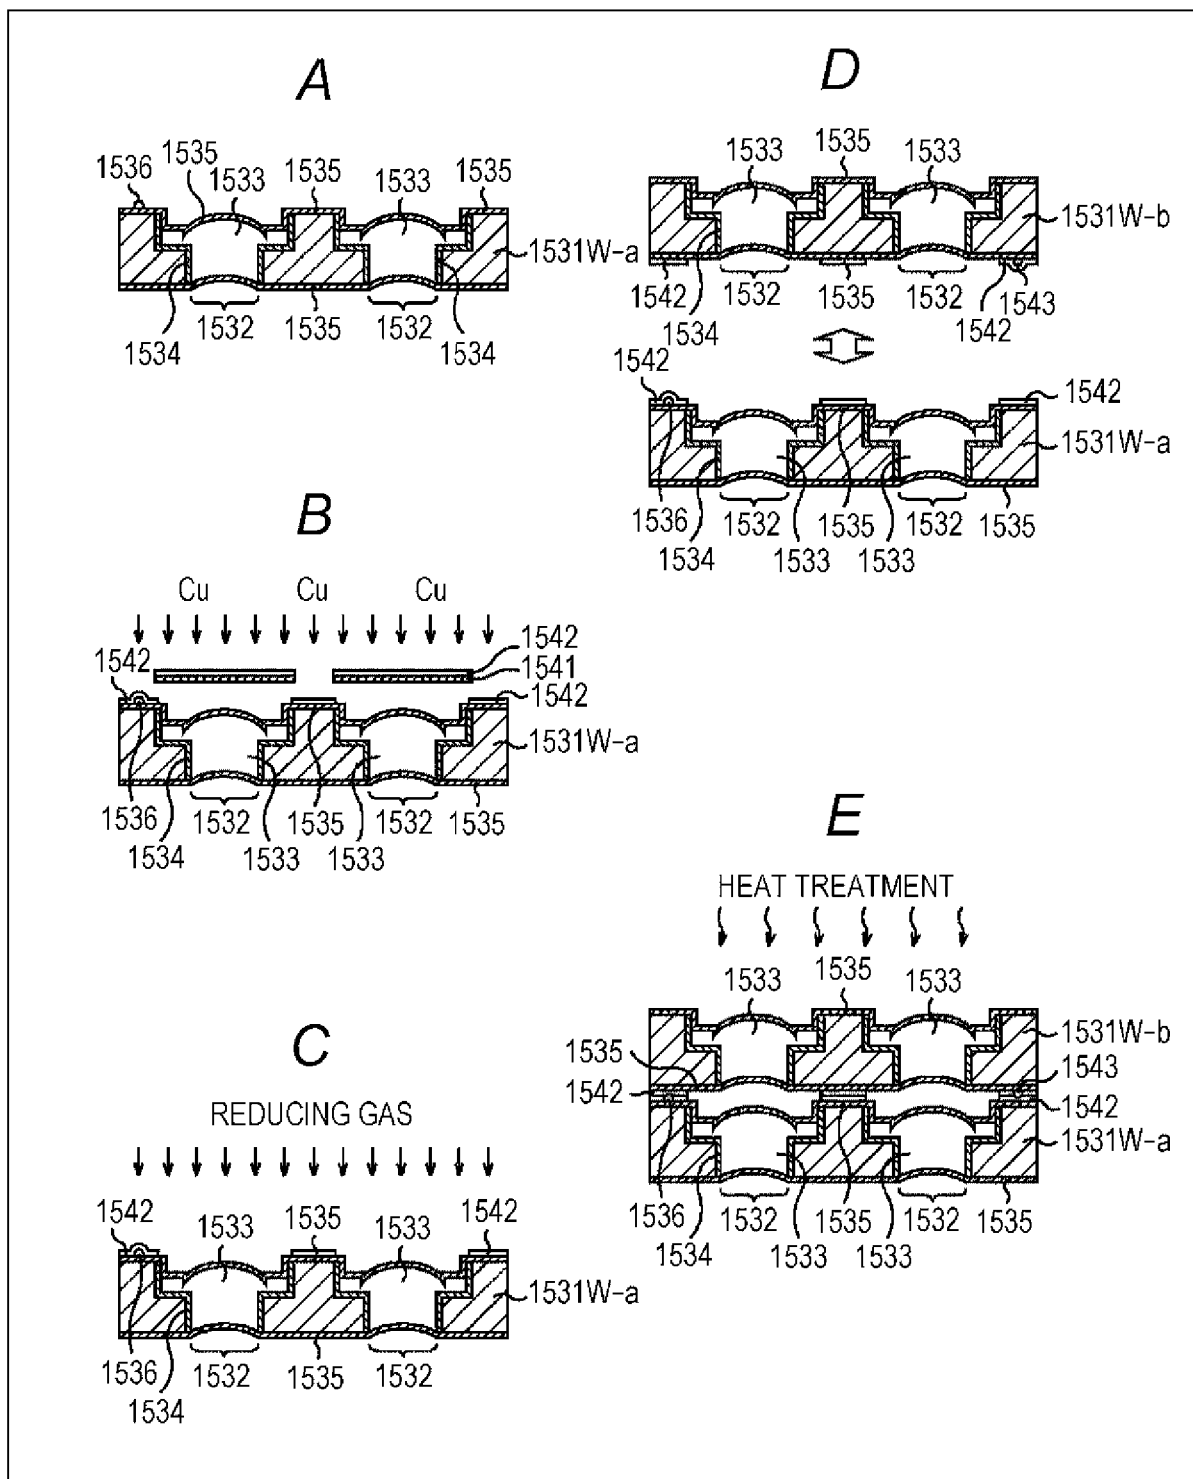 A
1536 1535 1533 1535 1533 1535
1531W-a
1532 1535 1532
1534 1534
B
Cu Cu Cu
1542
1542 1541
1542
1531W-a
1536 1532 1535 1532 1535
1534 1533 1533
C
REDUCING GAS
1542 1533 1535 1533 1542
1531W-a
1536 1532 1535 1532
1534
D
1533 1535 1533
1531W-b
1542 1532 1535 1532 1543
1534 1542
1542
1542
1531W-a
1536 1532 1535 1532 1535
1534 1533 1533
E
HEAT TREATMENT
1533 1535 1533
1531W-b
1535 1543
1542 1542
1531W-a
1536 1532 1535 1532 1535
1534 1533 1533